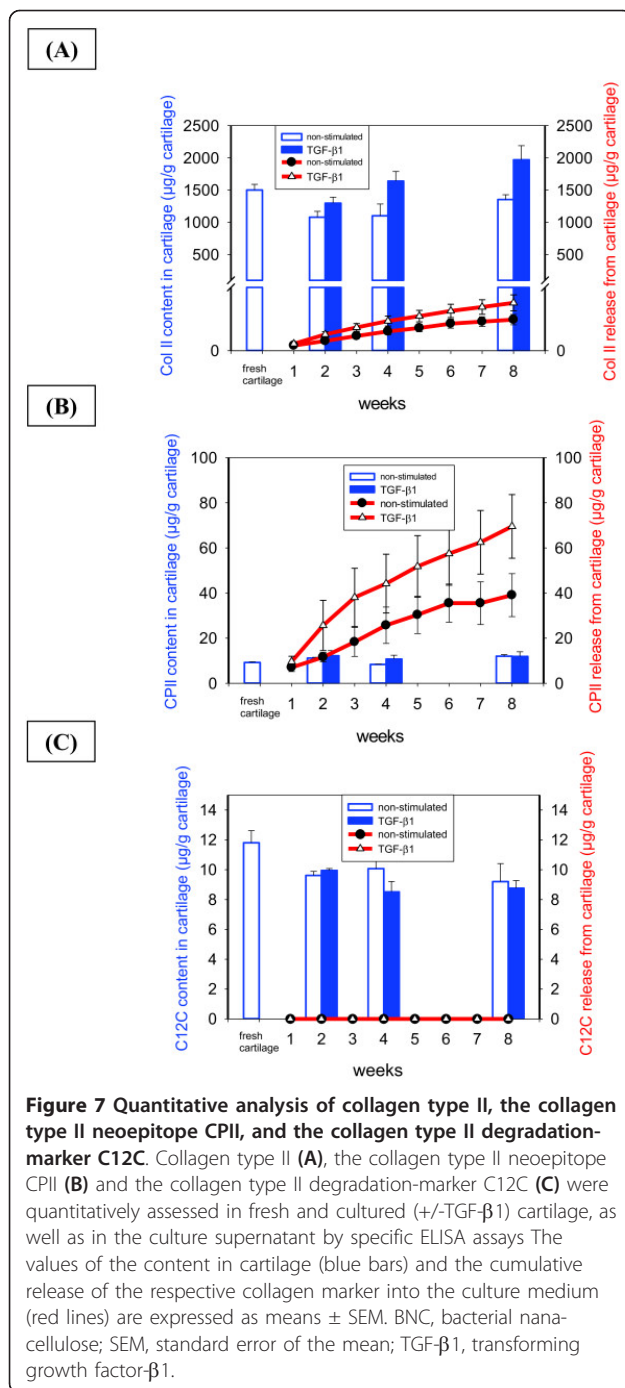 (A)
Col II content in cartilage (µg/g cartilage)
Col II release from cartilage (µg/g cartilage)
2500
2000
1500
1000
500
0
non-stimulated
TGF-β1
non-stimulated
TGF-β1
2500
2000
1500
1000
500
0
fresh cartilage
1 2 3 4 5 6 7 8
weeks
(B)
CPII content in cartilage (µg/g cartilage)
CPII release from cartilage (µg/g cartilage)
100
80
60
40
20
0
non-stimulated
TGF-β1
non-stimulated
TGF-β1
100
80
60
40
20
0
fresh cartilage
1 2 3 4 5 6 7 8
weeks
(C)
C12C content in cartilage (µg/g cartilage)
C12C release from cartilage (µg/g cartilage)
14
12
10
8
6
4
2
0
non-stimulated
TGF-β1
non-stimulated
TGF-β1
14
12
10
8
6
4
2
0
fresh cartilage
1 2 3 4 5 6 7 8
weeks
Figure 7 Quantitative analysis of collagen type II, the collagen
type II neoepitope CPII, and the collagen type II degradation-
marker C12C. Collagen type II (A), the collagen type II neoepitope
CPII (B) and the collagen type II degradation-marker C12C (C) were
quantitatively assessed in fresh and cultured (+/-TGF-β1) cartilage, as
well as in the culture supernatant by specific ELISA assays The
values of the content in cartilage (blue bars) and the cumulative
release of the respective collagen marker into the culture medium
(red lines) are expressed as means ± SEM. BNC, bacterial nana-
cellulose; SEM, standard error of the mean; TGF-β1, transforming
growth factor-β1.